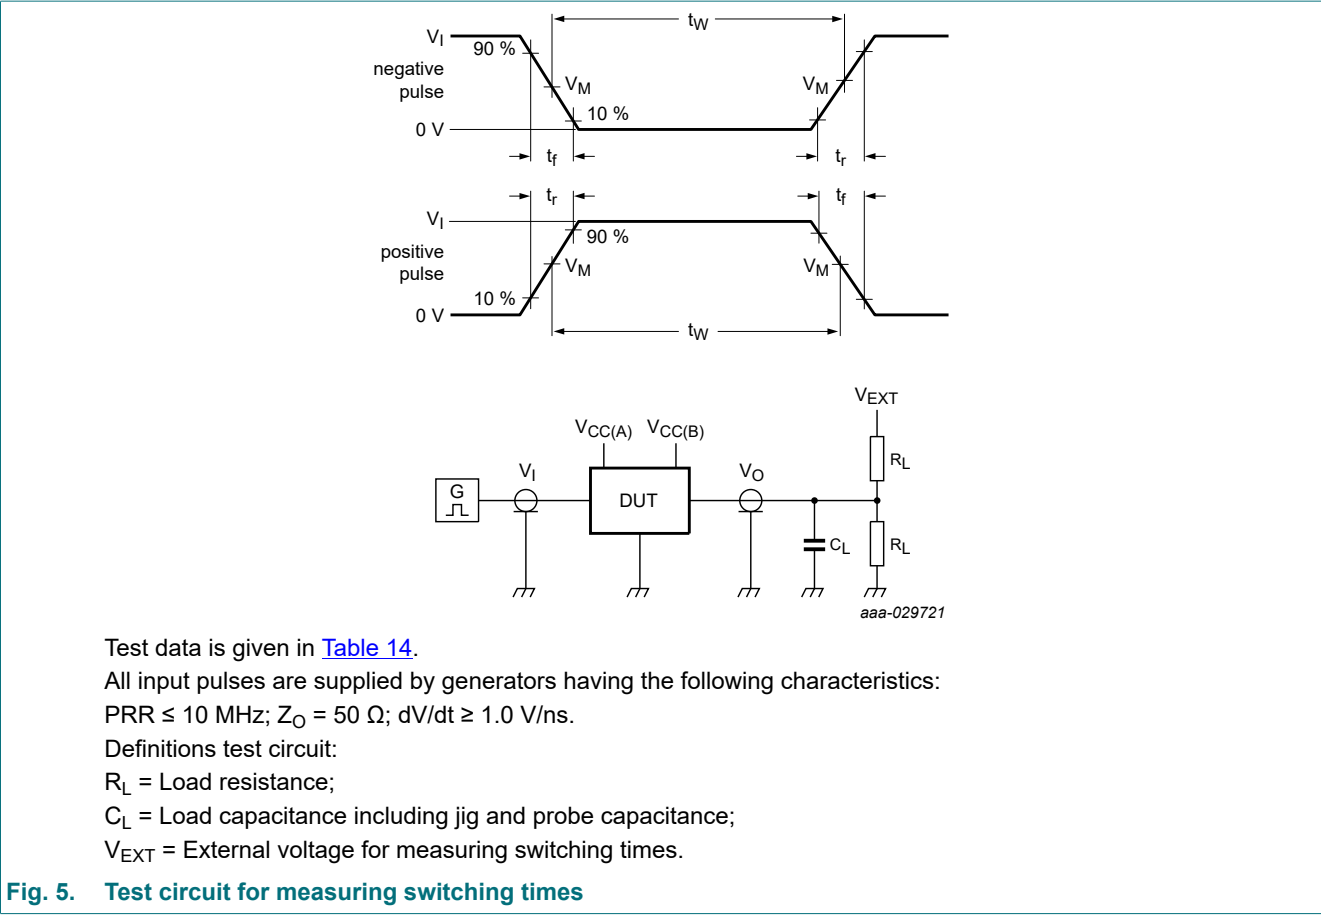 tW
VI
90 %
negative
pulse
VM
VM
10 %
0 V
tf
tr
tr
tf
VI
90 %
positive
pulse
VM
VM
10 %
0 V
tW
VEXT
VCC(A) VCC(B)
RL
VI
VO
G
DUT
CL
RL
aaa-029721
Test data is given in Table 14.
All input pulses are supplied by generators having the following characteristics:
PRR ≤ 10 MHz; ZO = 50 Ω; dV/dt ≥ 1.0 V/ns.
Definitions test circuit:
RL = Load resistance;
CL = Load capacitance including jig and probe capacitance;
VEXT = External voltage for measuring switching times.
Fig. 5. Test circuit for measuring switching times